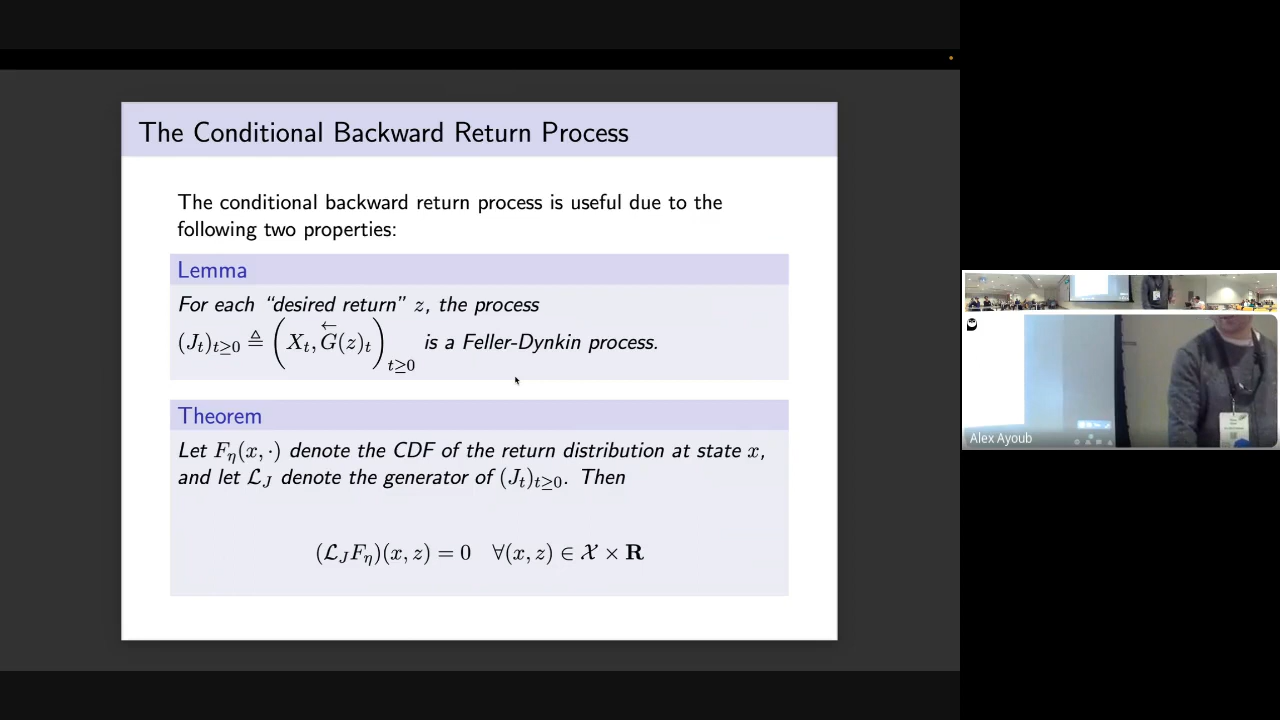 The Conditional Backward Return Process
The conditional backward return process is useful due to the
following two properties:
Lemma
For each “desired return” z, the process
(J_t)_{t≥0} ≜ (X_t, \overleftarrow{G}(z)_t)_{t≥0} is a Feller-Dynkin process.
Theorem
Let F_η(x, ·) denote the CDF of the return distribution at state x,
and let ℒ_J denote the generator of (J_t)_{t≥0}. Then
(ℒ_J F_η)(x, z) = 0 ∀(x, z) ∈ 𝒳 × 𝐑
Alex Ayoub